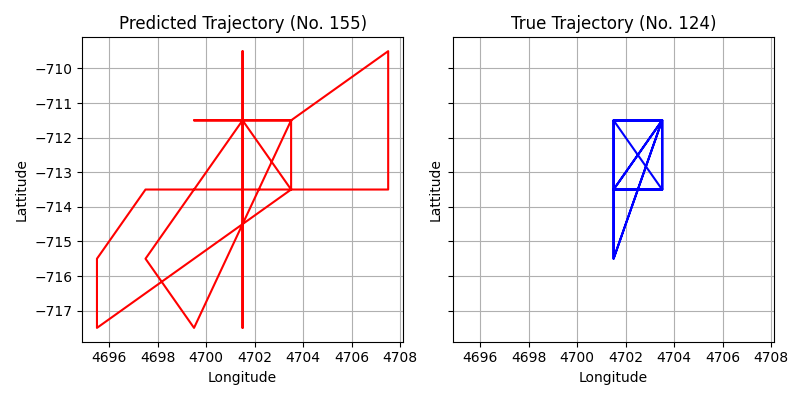 Predicted Trajectory (No. 155)
True Trajectory (No. 124)
Lattitude
−710
−711
−712
−713
−714
−715
−716
−717
4696 4698 4700 4702 4704 4706 4708
Longitude
Lattitude
4696 4698 4700 4702 4704 4706 4708
Longitude